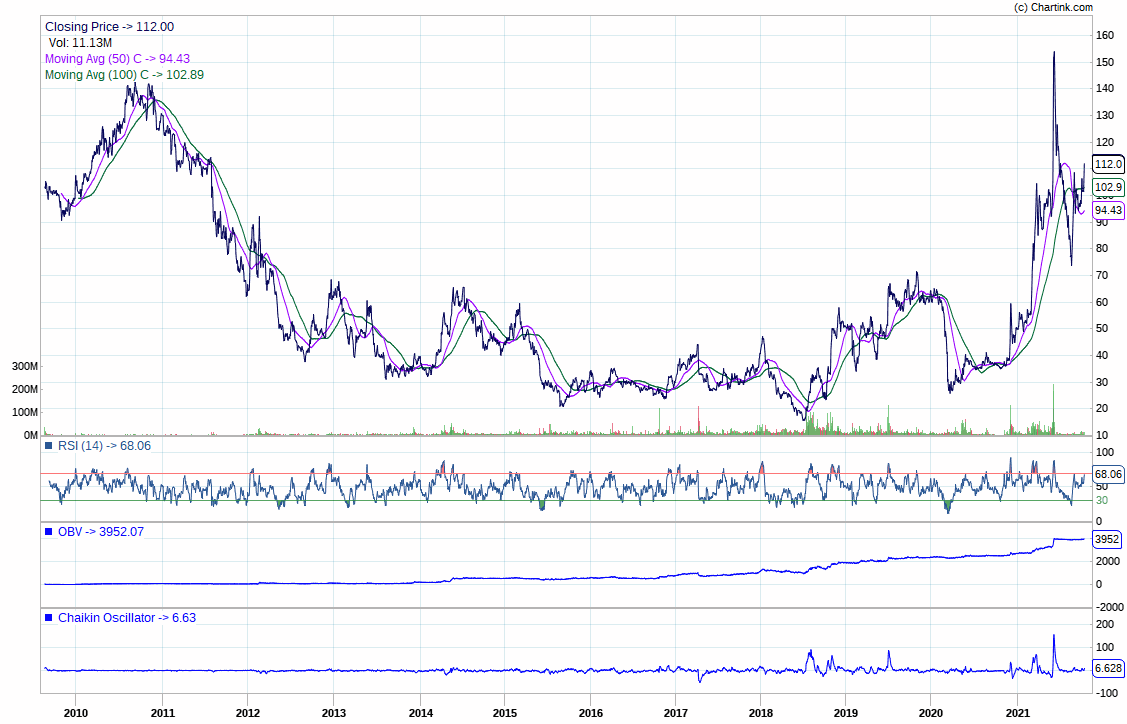 (c) Chartink.com
Closing Price -> 112.00
Vol: 11.13M
Moving Avg (50) C -> 94.43
Moving Avg (100) C -> 102.89
160
150
140
130
120
112.0
102.9
94.43
90
80
70
60
50
40
30
20
10
300M
200M
100M
0M
RSI (14) -> 68.06
100
68.06
50
30
0
OBV -> 3952.07
3952
2000
0
-2000
Chaikin Oscillator -> 6.63
200
100
6.628
-100
2010 2011 2012 2013 2014 2015 2016 2017 2018 2019 2020 2021